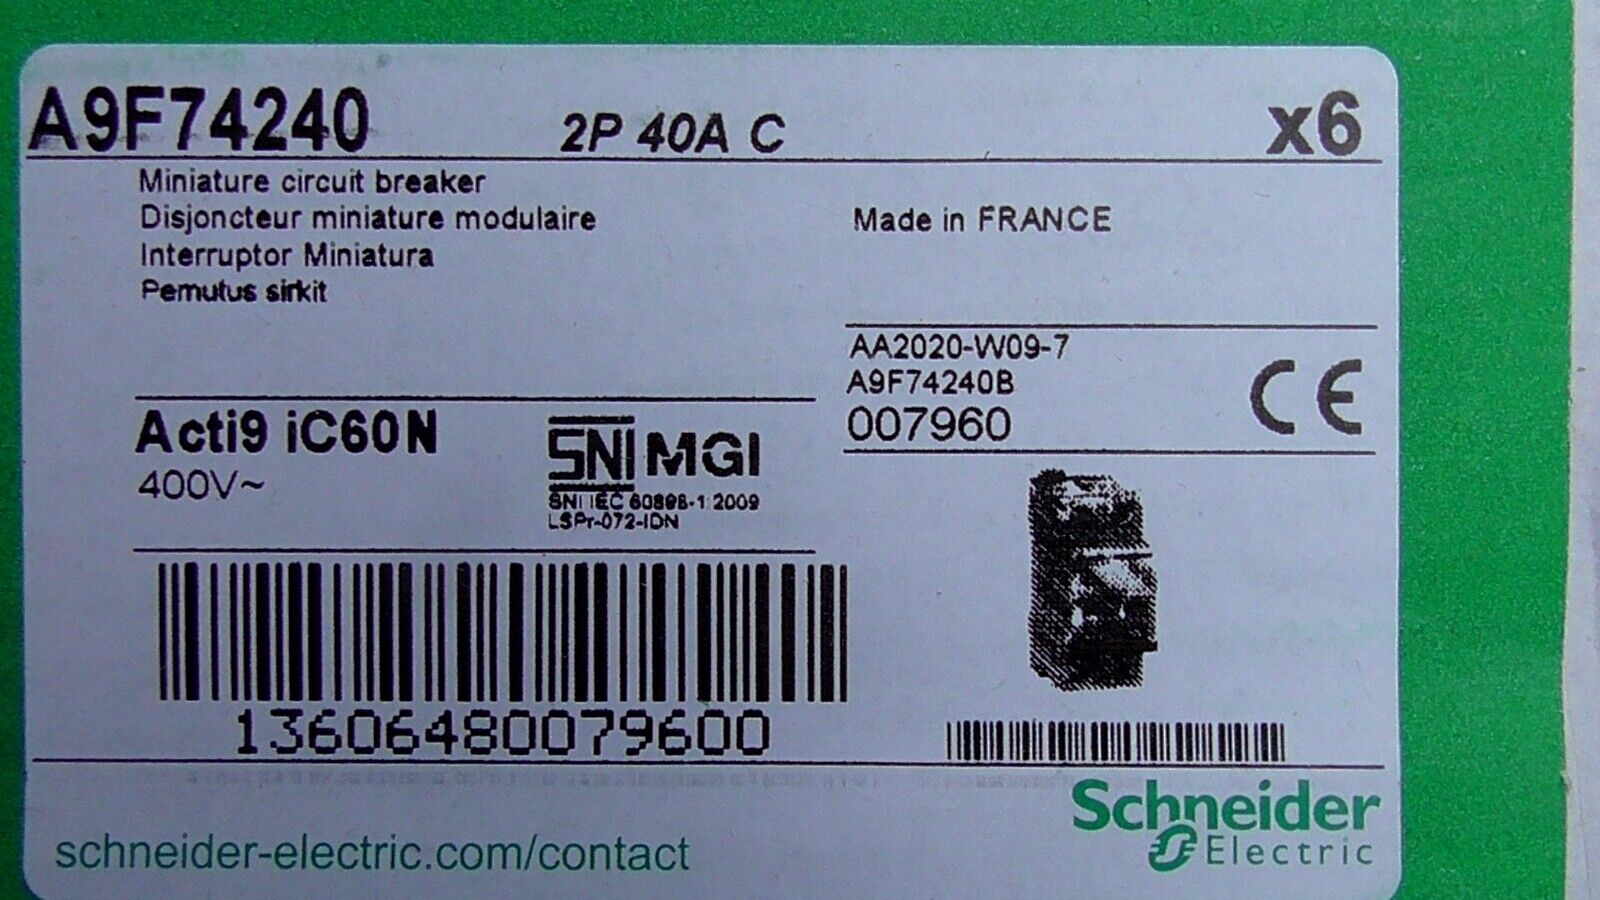 A9F74240 2P 40A C x6
Miniature circuit breaker
Disjoncteur miniature modulaire
Interruptor Miniatura
Pemutus sirkit
Made in FRANCE
AA2020-W09-7
A9F74240B
007960
CE
Acti9 iC60N
400V~
SNI MGI
SNI IEC 60898-1:2009
LSPr-072-IDN
13606480079600
Schneider
Electric
schneider-electric.com/contact